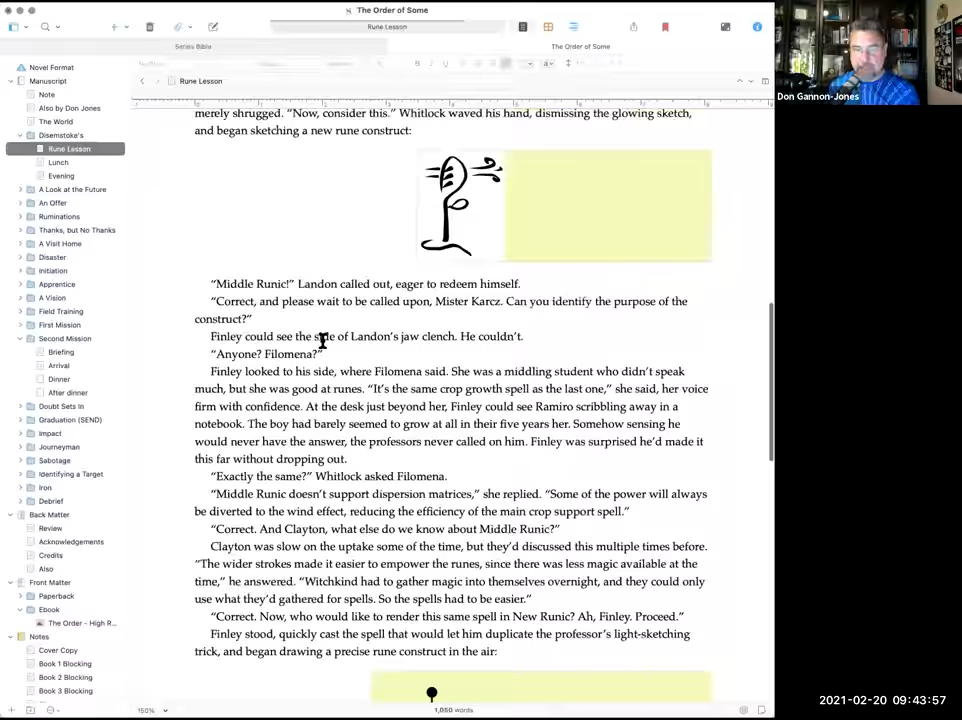 The Order of Some
Rune Lesson
Series Bible
The Order of Some
Rune Lesson
Don Gannon-Jones
Novel Format
Manuscript
Note
Also by Don Jones
The World
Disemstoke's
Rune Lesson
Lunch
Evening
A Look at the Future
An Offer
Ruminations
Thanks, but No Thanks
A Visit Home
Disaster
Initiation
Apprentice
A Vision
Field Training
First Mission
Second Mission
Briefing
Arrival
Dinner
After dinner
Doubt Sets In
Graduation (SEND)
Impact
Journeyman
Sabotage
Identifying a Target
Iron
Debrief
Back Matter
Review
Acknowledgements
Credits
Also
Front Matter
Paperback
Ebook
The Order - High R...
Notes
Cover Copy
Book 1 Blocking
Book 2 Blocking
Book 3 Blocking
merely shrugged. “Now, consider this.” Whitlock waved his hand, dismissing the glowing sketch,
and began sketching a new rune construct:
“Middle Runic!” Landon called out, eager to redeem himself.
“Correct, and please wait to be called upon, Mister Karcz. Can you identify the purpose of the
construct?”
Finley could see the side of Landon’s jaw clench. He couldn’t.
“Anyone? Filomena?”
Finley looked to his side, where Filomena said. She was a middling student who didn’t speak
much, but she was good at runes. “It’s the same crop growth spell as the last one,” she said, her voice
firm with confidence. At the desk just beyond her, Finley could see Ramiro scribbling away in a
notebook. The boy had barely seemed to grow at all in their five years her. Somehow sensing he
would never have the answer, the professors never called on him. Finley was surprised he’d made it
this far without dropping out.
“Exactly the same?” Whitlock asked Filomena.
“Middle Runic doesn’t support dispersion matrices,” she replied. “Some of the power will always
be diverted to the wind effect, reducing the efficiency of the main crop support spell.”
“Correct. And Clayton, what else do we know about Middle Runic?”
Clayton was slow on the uptake some of the time, but they’d discussed this multiple times before.
“The wider strokes made it easier to empower the runes, since there was less magic available at the
time,” he answered. “Witchkind had to gather magic into themselves overnight, and they could only
use what they’d gathered for spells. So the spells had to be easier.”
“Correct. Now, who would like to render this same spell in New Runic? Ah, Finley. Proceed.”
Finley stood, quickly cast the spell that would let him duplicate the professor’s light-sketching
trick, and began drawing a precise rune construct in the air:
150%
1,050 words
2021-02-20 09:43:57